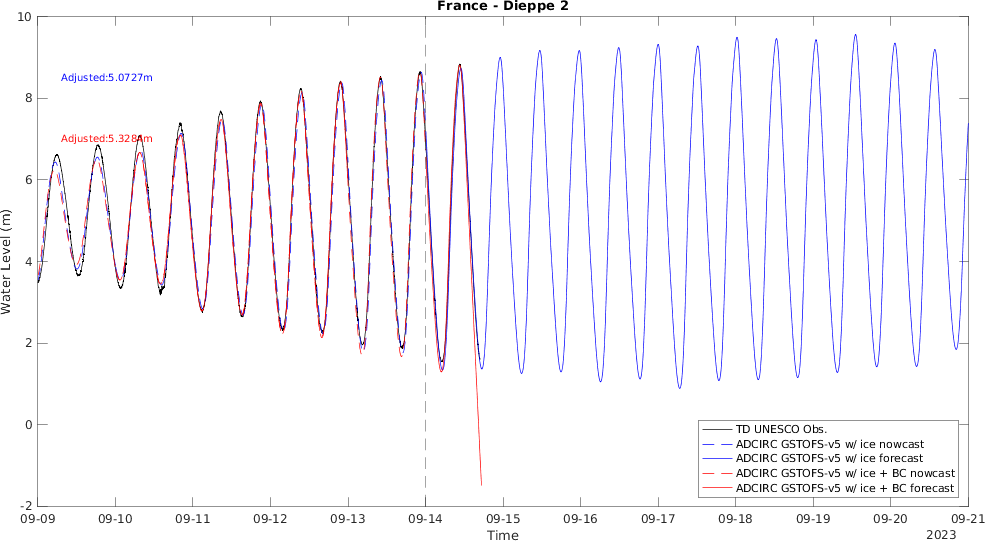 France - Dieppe 2
10
8
6
4
2
0
-2
Water Level (m)
Adjusted:5.0727m
Adjusted:5.3284m
TD UNESCO Obs.
ADCIRC GSTOFS-v5 w/ ice nowcast
ADCIRC GSTOFS-v5 w/ ice forecast
ADCIRC GSTOFS-v5 w/ ice + BC nowcast
ADCIRC GSTOFS-v5 w/ ice + BC forecast
09-09 09-10 09-11 09-12 09-13 09-14 09-15 09-16 09-17 09-18 09-19 09-20 09-21
Time
2023